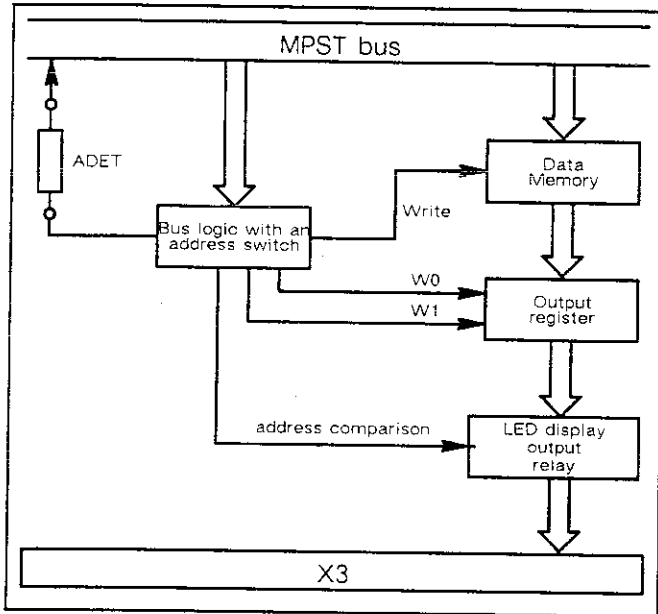 MPST bus
ADET
Data
Memory
Write
Bus logic with an
address switch
W0
W1
Output
register
address comparison
LED display
output
relay
X3